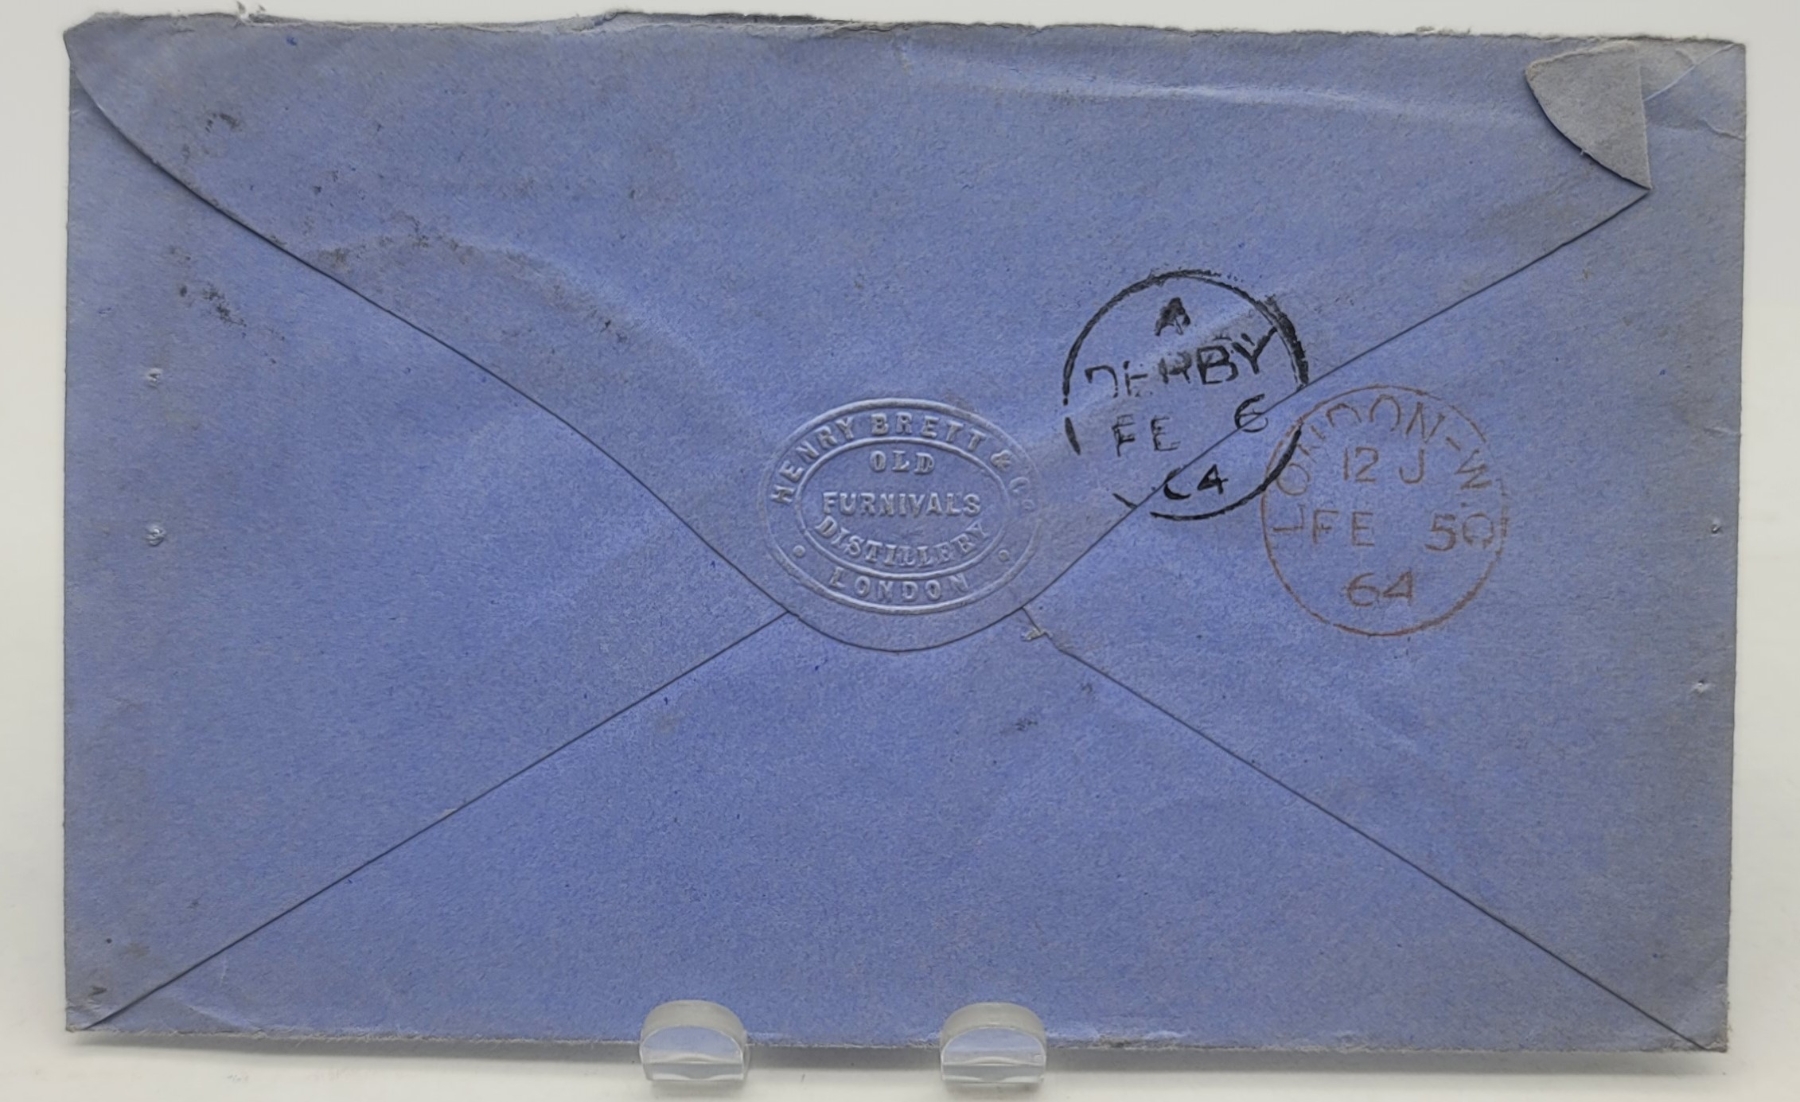 HENRY BRETT & Co
OLD
FURNIVALS
DISTILLERY
LONDON
A
DERBY
FE 6
64
LONDON-W.C
12 J
FE 5
64